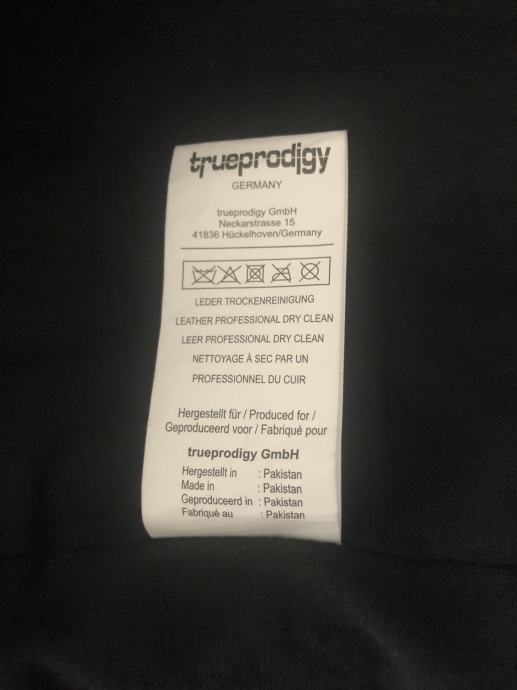 trueprodigy
GERMANY
trueprodigy GmbH
Neckarstrasse 15
41836 Hückelhoven/Germany
LEDER TROCKENREINIGUNG
LEATHER PROFESSIONAL DRY CLEAN
LEER PROFESSIONAL DRY CLEAN
NETTOYAGE À SEC PAR UN
PROFESSIONNEL DU CUIR
Hergestellt für / Produced for /
Geproduceerd voor / Fabriqué pour
trueprodigy GmbH
Hergestellt in : Pakistan
Made in : Pakistan
Geproduceerd in : Pakistan
Fabriqué au : Pakistan